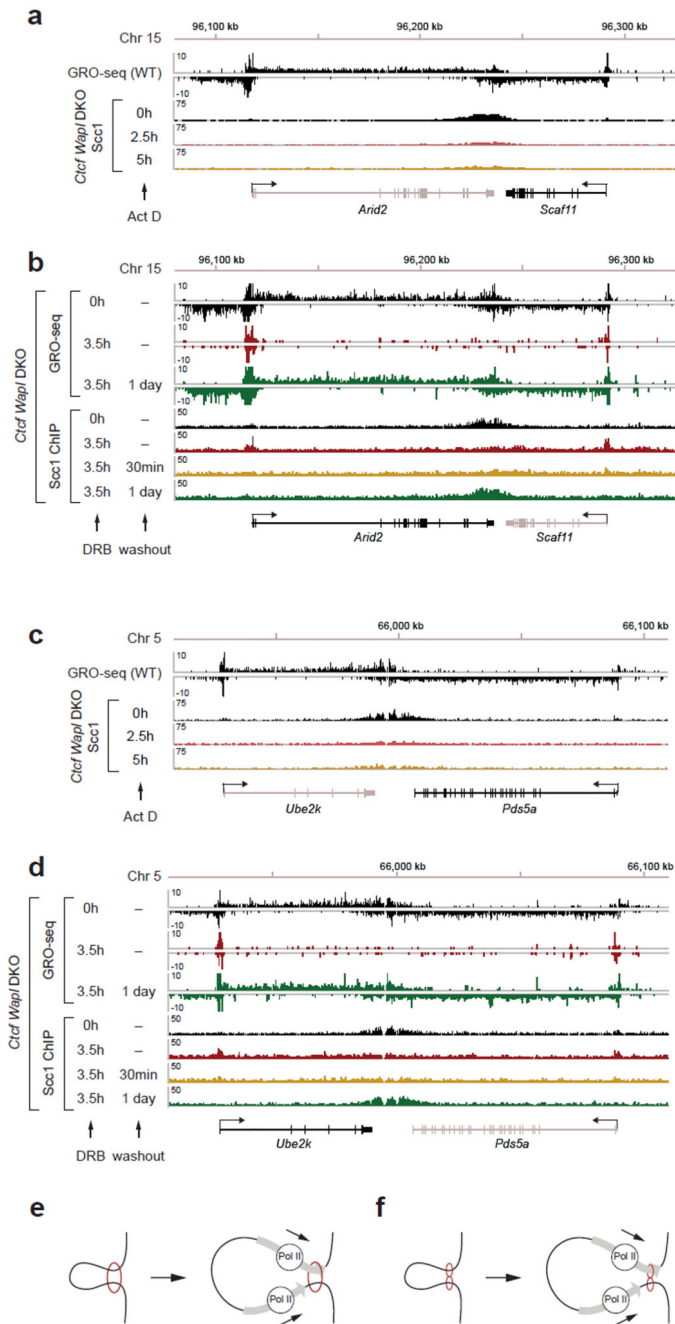 a
96,100 kb 96,200 kb 96,300 kb
Chr 15
GRO-seq (WT)
10
-10
Ctcf Wapl DKO
Scc1
0h
75
2.5h
75
5h
75
Act D
Arid2 Scaf11
b
96,100 kb 96,200 kb 96,300 kb
Chr 15
Ctcf Wapl DKO
GRO-seq
0h –
10
-10
3.5h –
10
-10
3.5h 1 day
10
-10
Scc1 ChIP
0h –
50
3.5h –
50
3.5h 30min
50
3.5h 1 day
50
DRB washout
Arid2 Scaf11
c
66,000 kb 66,100 kb
Chr 5
GRO-seq (WT)
10
-10
Ctcf Wapl DKO
Scc1
0h
75
2.5h
75
5h
75
Act D
Ube2k Pds5a
d
66,000 kb 66,100 kb
Chr 5
Ctcf Wapl DKO
GRO-seq
0h –
10
-10
3.5h –
10
-10
3.5h 1 day
10
-10
Scc1 ChIP
0h –
50
3.5h –
50
3.5h 30min
50
3.5h 1 day
50
DRB washout
Ube2k Pds5a
e f
Pol II Pol II
Pol II Pol II